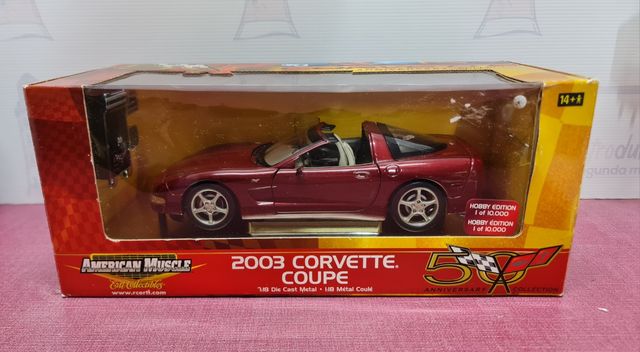 14+
HOBBY EDITION
1 of 10,000
HOBBY EDITION
1 of 10,000
AMERICAN MUSCLE
Ertl Collectibles
www.rcertl.com
2003 CORVETTE®
COUPE
1:18 Die Cast Metal • 1:18 Métal Coulé
50
ANNIVERSARY COLLECTION